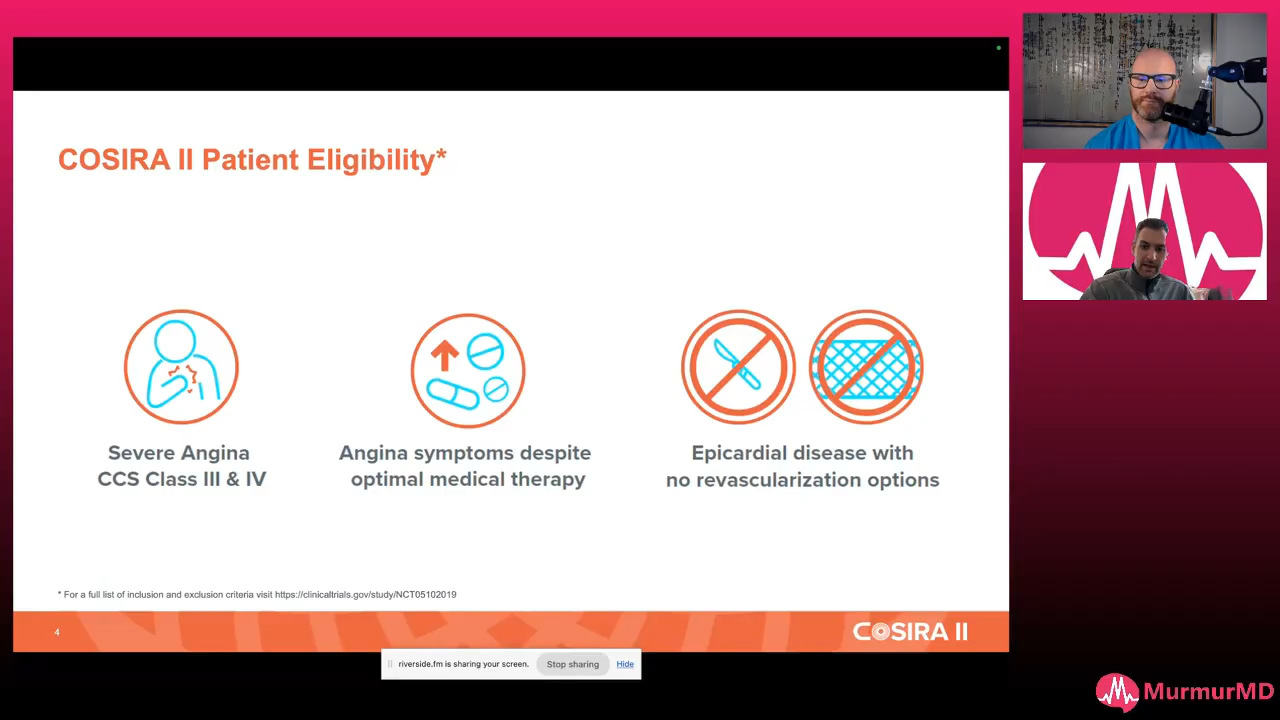 COSIRA II Patient Eligibility*
Severe Angina
CCS Class III & IV
Angina symptoms despite
optimal medical therapy
Epicardial disease with
no revascularization options
* For a full list of inclusion and exclusion criteria visit https://clinicaltrials.gov/study/NCT05102019
4
COSIRA II
riverside.fm is sharing your screen.
Stop sharing
Hide
MurmurMD